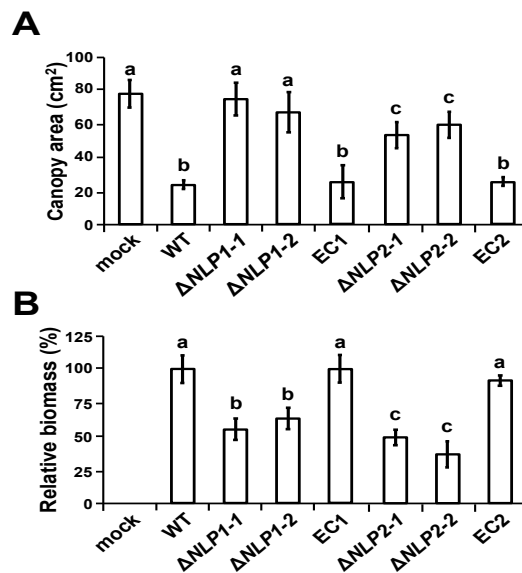 A
Canopy area (cm²)
100
80
60
40
20
0
a
b
a
a
b
c
c
b
mock
WT
ΔNLP1-1
ΔNLP1-2
EC1
ΔNLP2-1
ΔNLP2-2
EC2
B
Relative biomass (%)
125
100
75
50
25
0
a
b
b
a
c
c
a
mock
WT
ΔNLP1-1
ΔNLP1-2
EC1
ΔNLP2-1
ΔNLP2-2
EC2